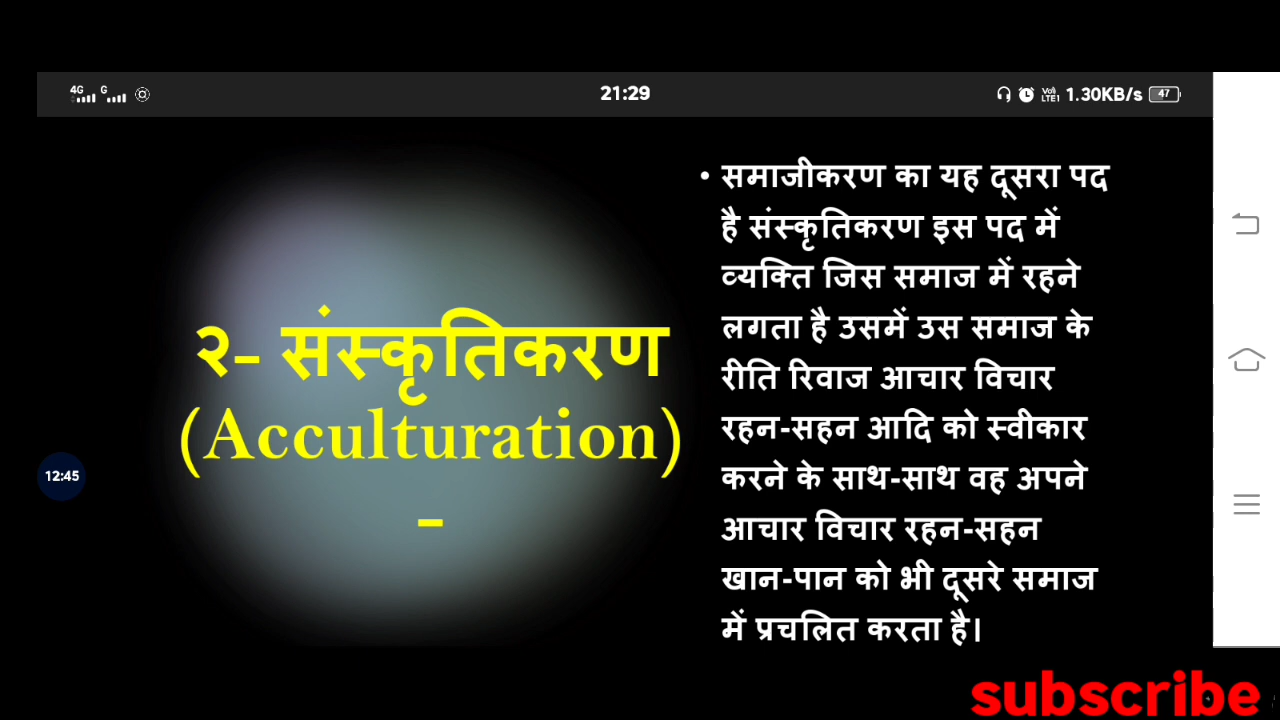 4G G
21:29
VoLTE1 1.30KB/s 47
२- संस्कृतिकरण
(Acculturation)
-
12:45
• समाजीकरण का यह दूसरा पद
है संस्कृतिकरण इस पद में
व्यक्ति जिस समाज में रहने
लगता है उसमें उस समाज के
रीति रिवाज आचार विचार
रहन-सहन आदि को स्वीकार
करने के साथ-साथ वह अपने
आचार विचार रहन-सहन
खान-पान को भी दूसरे समाज
में प्रचलित करता है।
subscribe